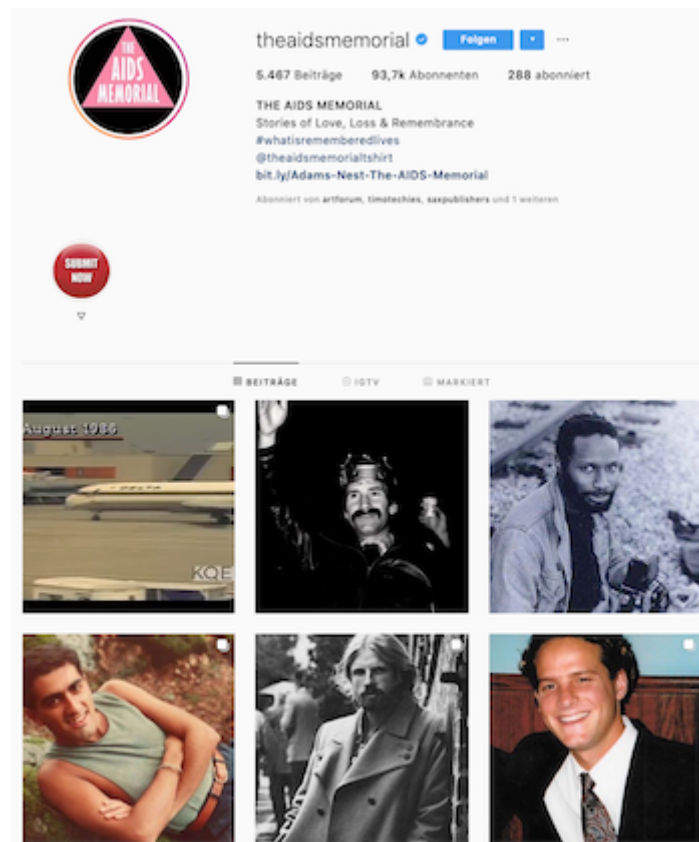 THE
AIDS
MEMORIAL
theaidsmemorial
Folgen
5.467 Beiträge 93,7k Abonnenten 288 abonniert
THE AIDS MEMORIAL
Stories of Love, Loss & Remembrance
#whatisrememberedlives
@theaidsmemorialtshirt
bit.ly/Adams-Nest-The-AIDS-Memorial
Abonniert von artforum, timotechies, saxpublishers und 1 weiteren
SUBMIT
NOW
BEITRÄGE IGTV MARKIERT
August 1986
DELTA
KQE